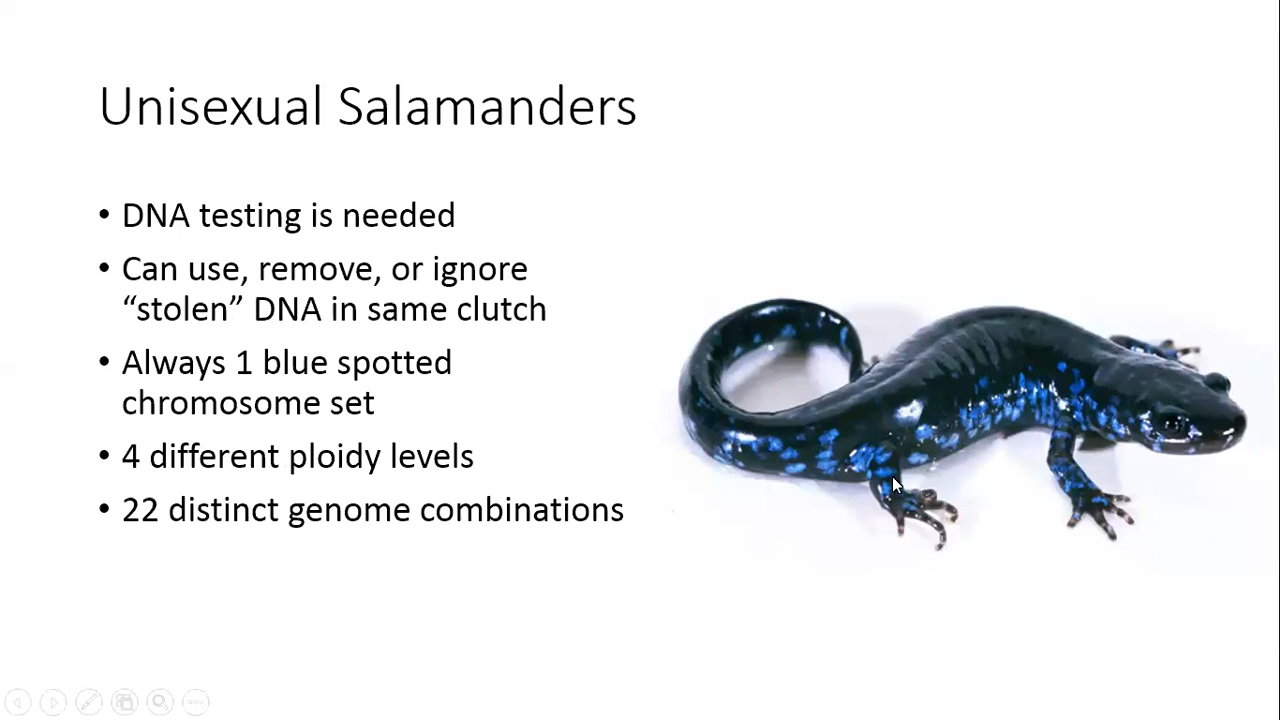 Unisexual Salamanders
• DNA testing is needed
• Can use, remove, or ignore
“stolen” DNA in same clutch
• Always 1 blue spotted
chromosome set
• 4 different ploidy levels
• 22 distinct genome combinations